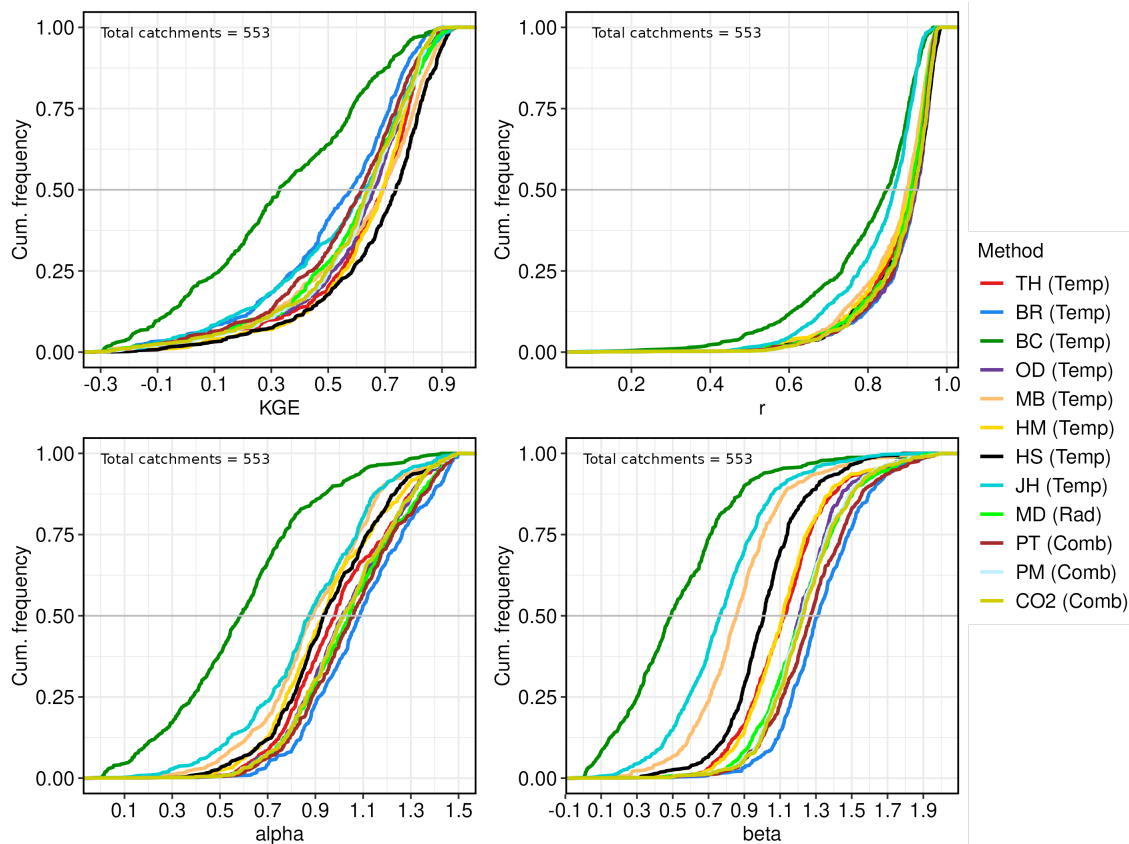 Total catchments = 553
Cum. frequency
1.00
0.75
0.50
0.25
0.00
-0.3 -0.1 0.1 0.3 0.5 0.7 0.9
KGE
Total catchments = 553
Cum. frequency
1.00
0.75
0.50
0.25
0.00
0.2 0.4 0.6 0.8 1.0
r
Total catchments = 553
Cum. frequency
1.00
0.75
0.50
0.25
0.00
0.1 0.3 0.5 0.7 0.9 1.1 1.3 1.5
alpha
Total catchments = 553
Cum. frequency
1.00
0.75
0.50
0.25
0.00
-0.1 0.1 0.3 0.5 0.7 0.9 1.1 1.3 1.5 1.7 1.9
beta
Method
TH (Temp)
BR (Temp)
BC (Temp)
OD (Temp)
MB (Temp)
HM (Temp)
HS (Temp)
JH (Temp)
MD (Rad)
PT (Comb)
PM (Comb)
CO2 (Comb)